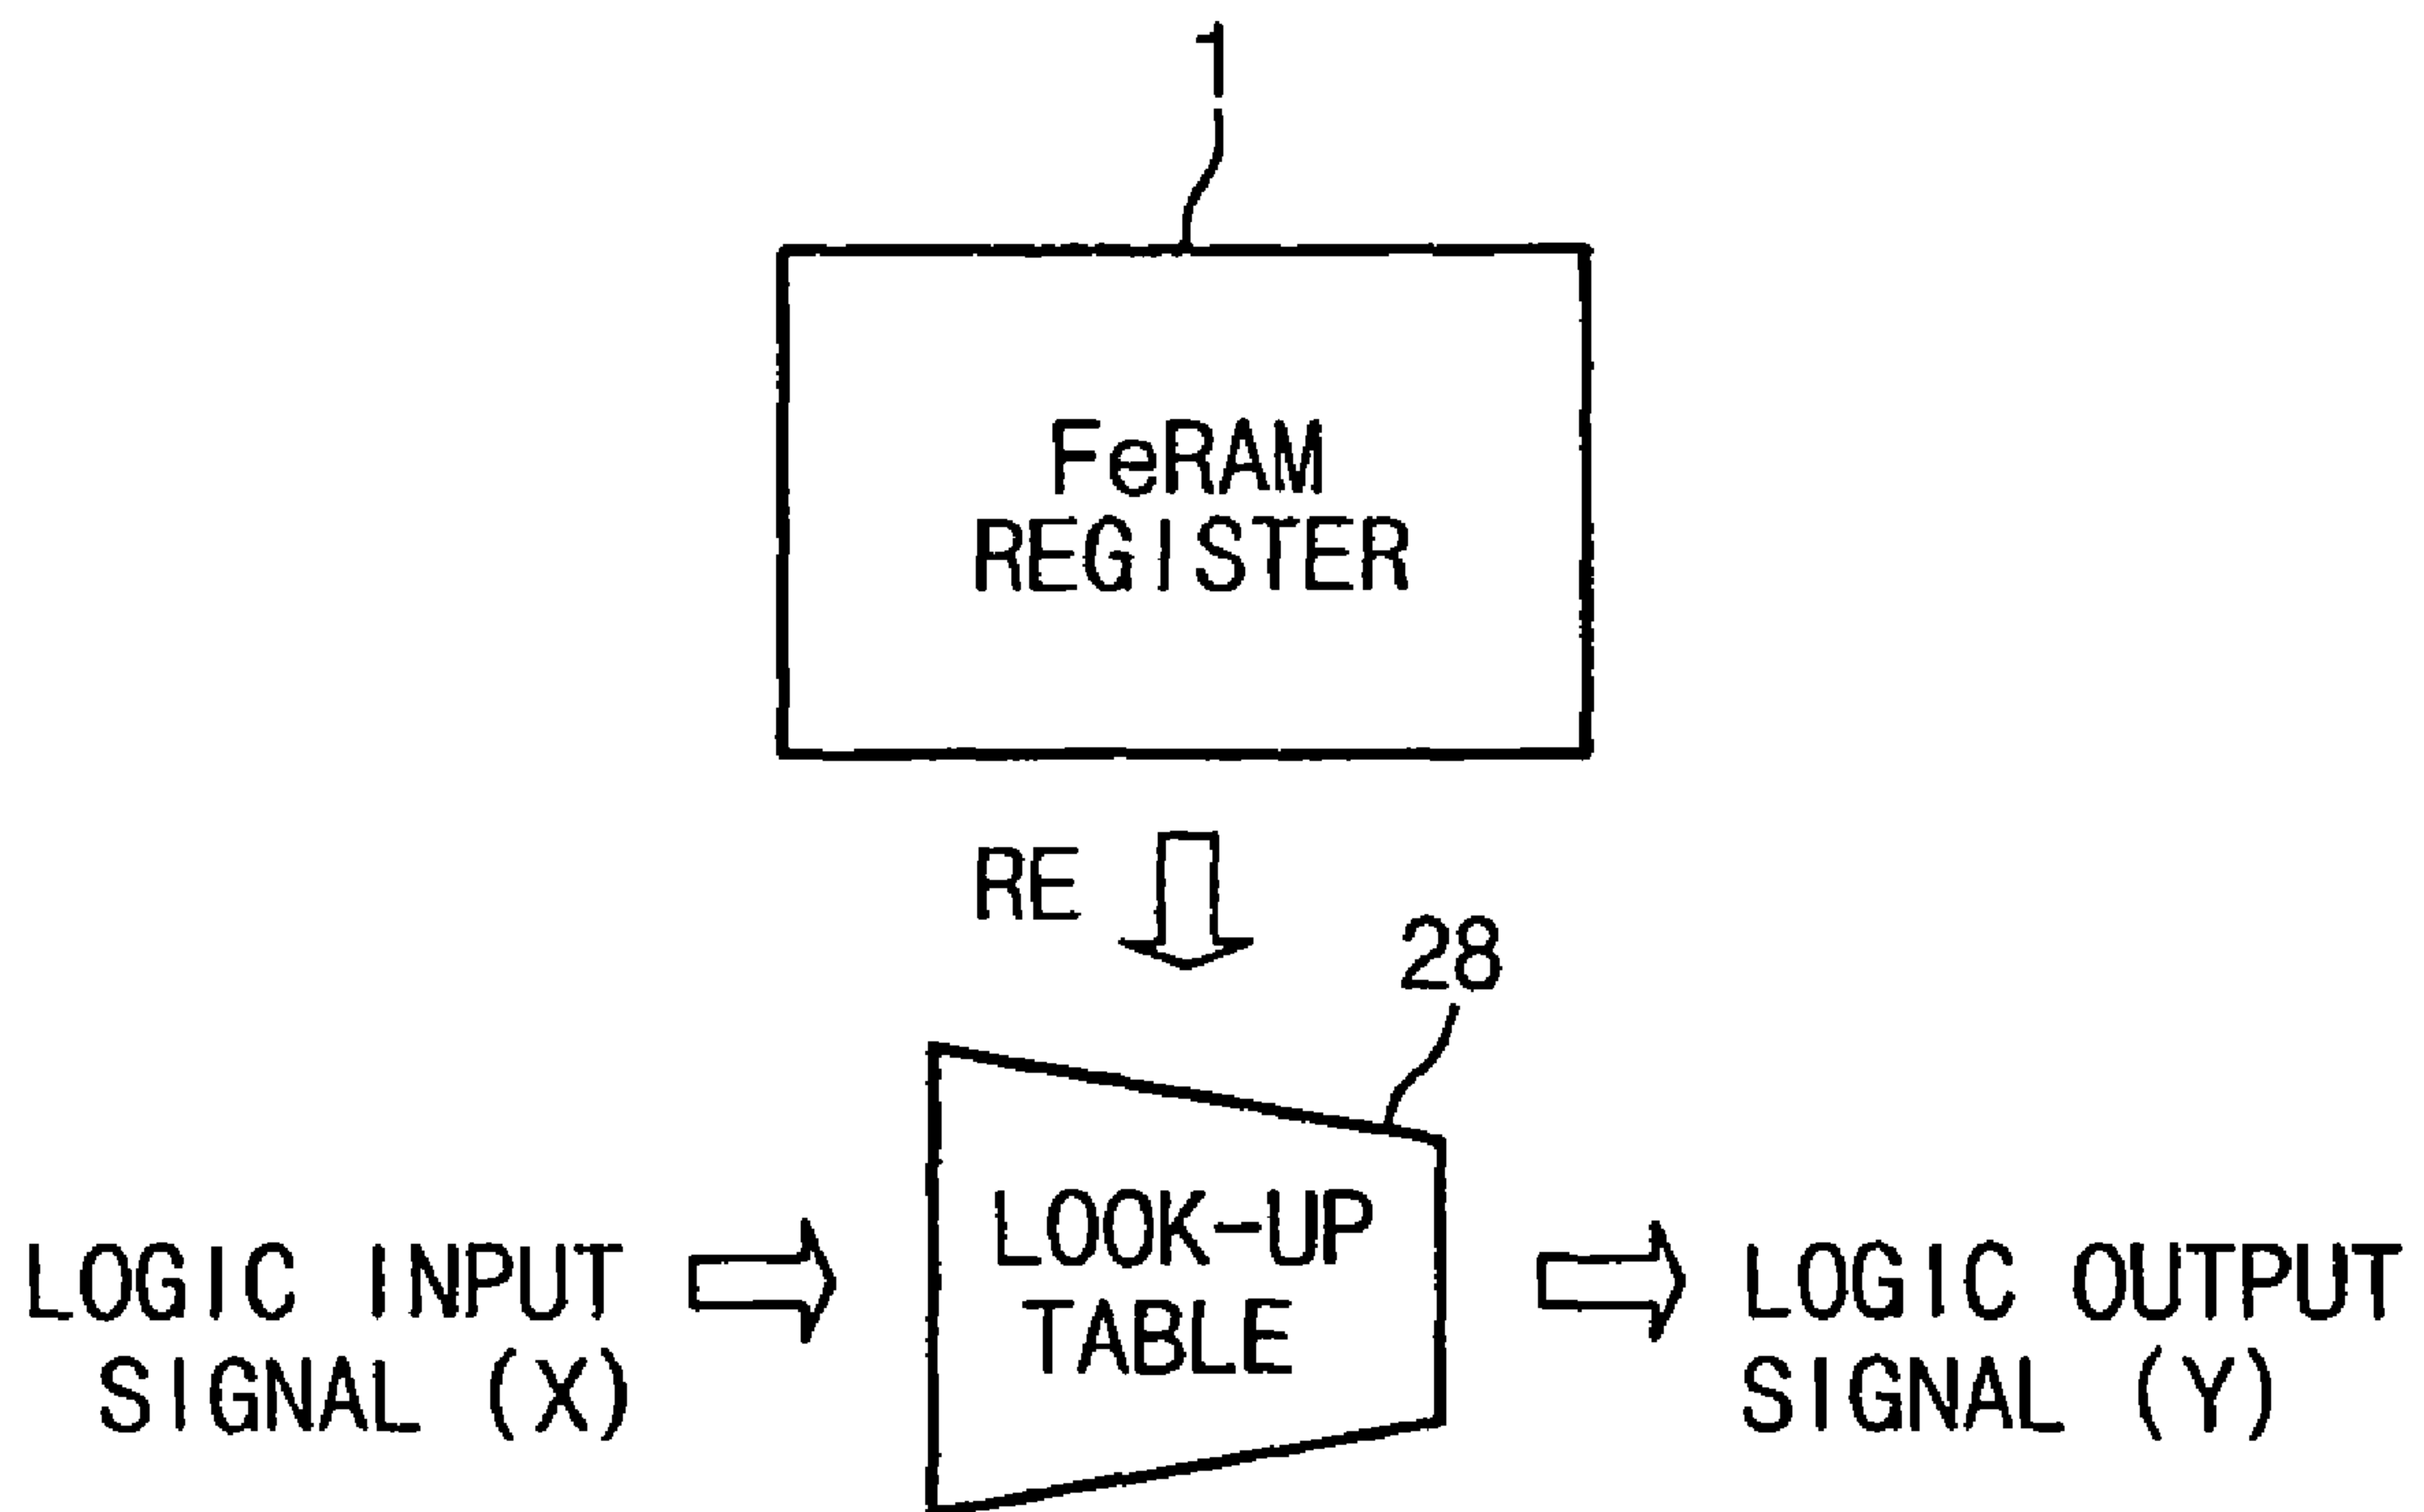 1
FeRAM
REGISTER
RE
28
LOOK-UP
TABLE
LOGIC INPUT
SIGNAL (X)
LOGIC OUTPUT
SIGNAL (Y)